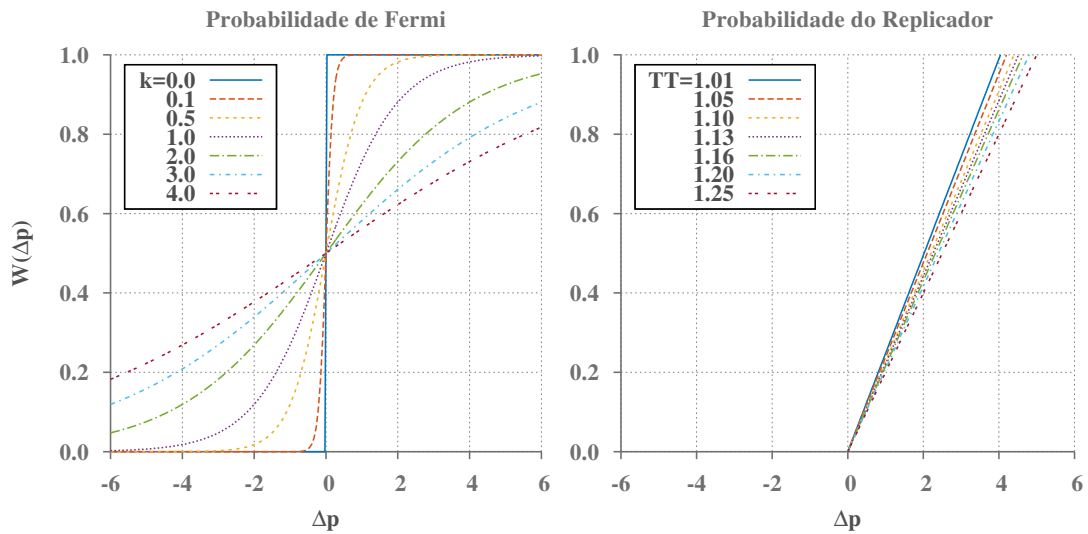 Probabilidade de Fermi
W(Δp)
1.0
0.8
0.6
0.4
0.2
0.0
k=0.0
0.1
0.5
1.0
2.0
3.0
4.0
-6 -4 -2 0 2 4 6
Δp
Probabilidade do Replicador
1.0
0.8
0.6
0.4
0.2
0.0
TT=1.01
1.05
1.10
1.13
1.16
1.20
1.25
-6 -4 -2 0 2 4 6
Δp